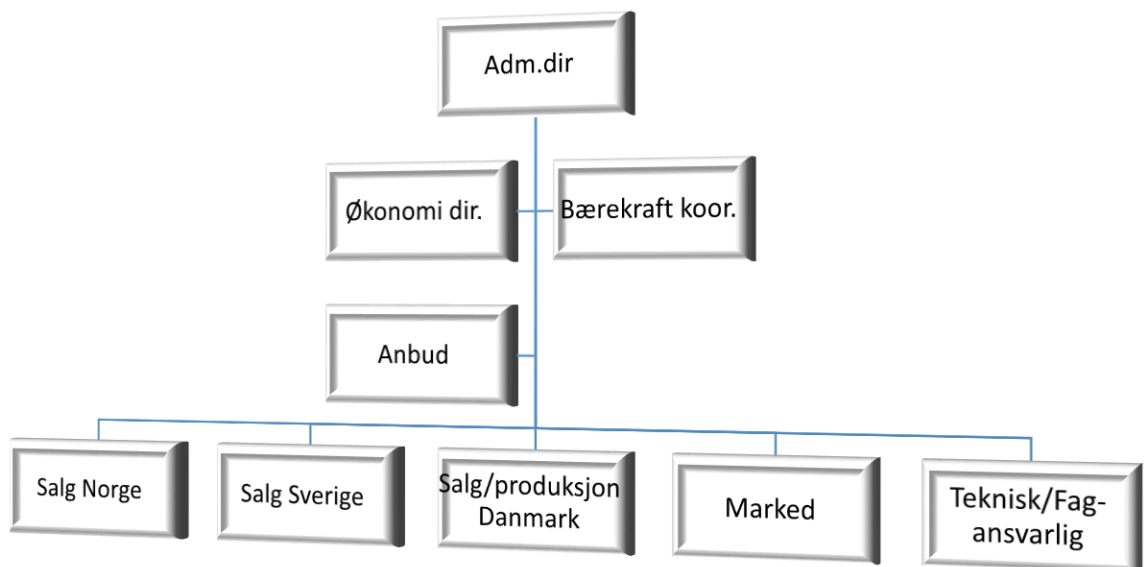 Adm.dir
Økonomi dir.
Bærekraft koor.
Anbud
Salg Norge
Salg Sverige
Salg/produksjon
Danmark
Marked
Teknisk/Fag-
ansvarlig